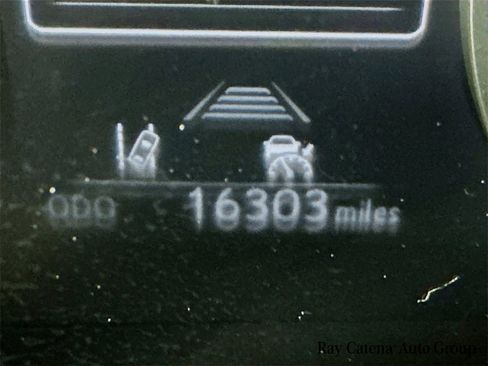 ODO 16303 miles
Ray Catena Auto Group